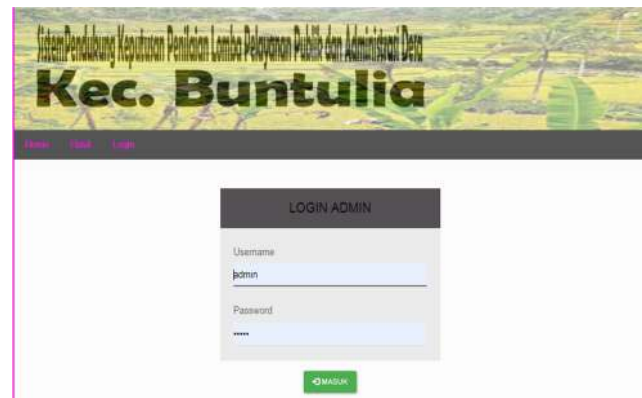 Sistem Pendukung Keputusan Penilaian Lomba Pelayanan Publik dan Administrasi Desa
Kec. Buntulia
Home Hasil Login
LOGIN ADMIN
Username
admin
Password
•••••
MASUK